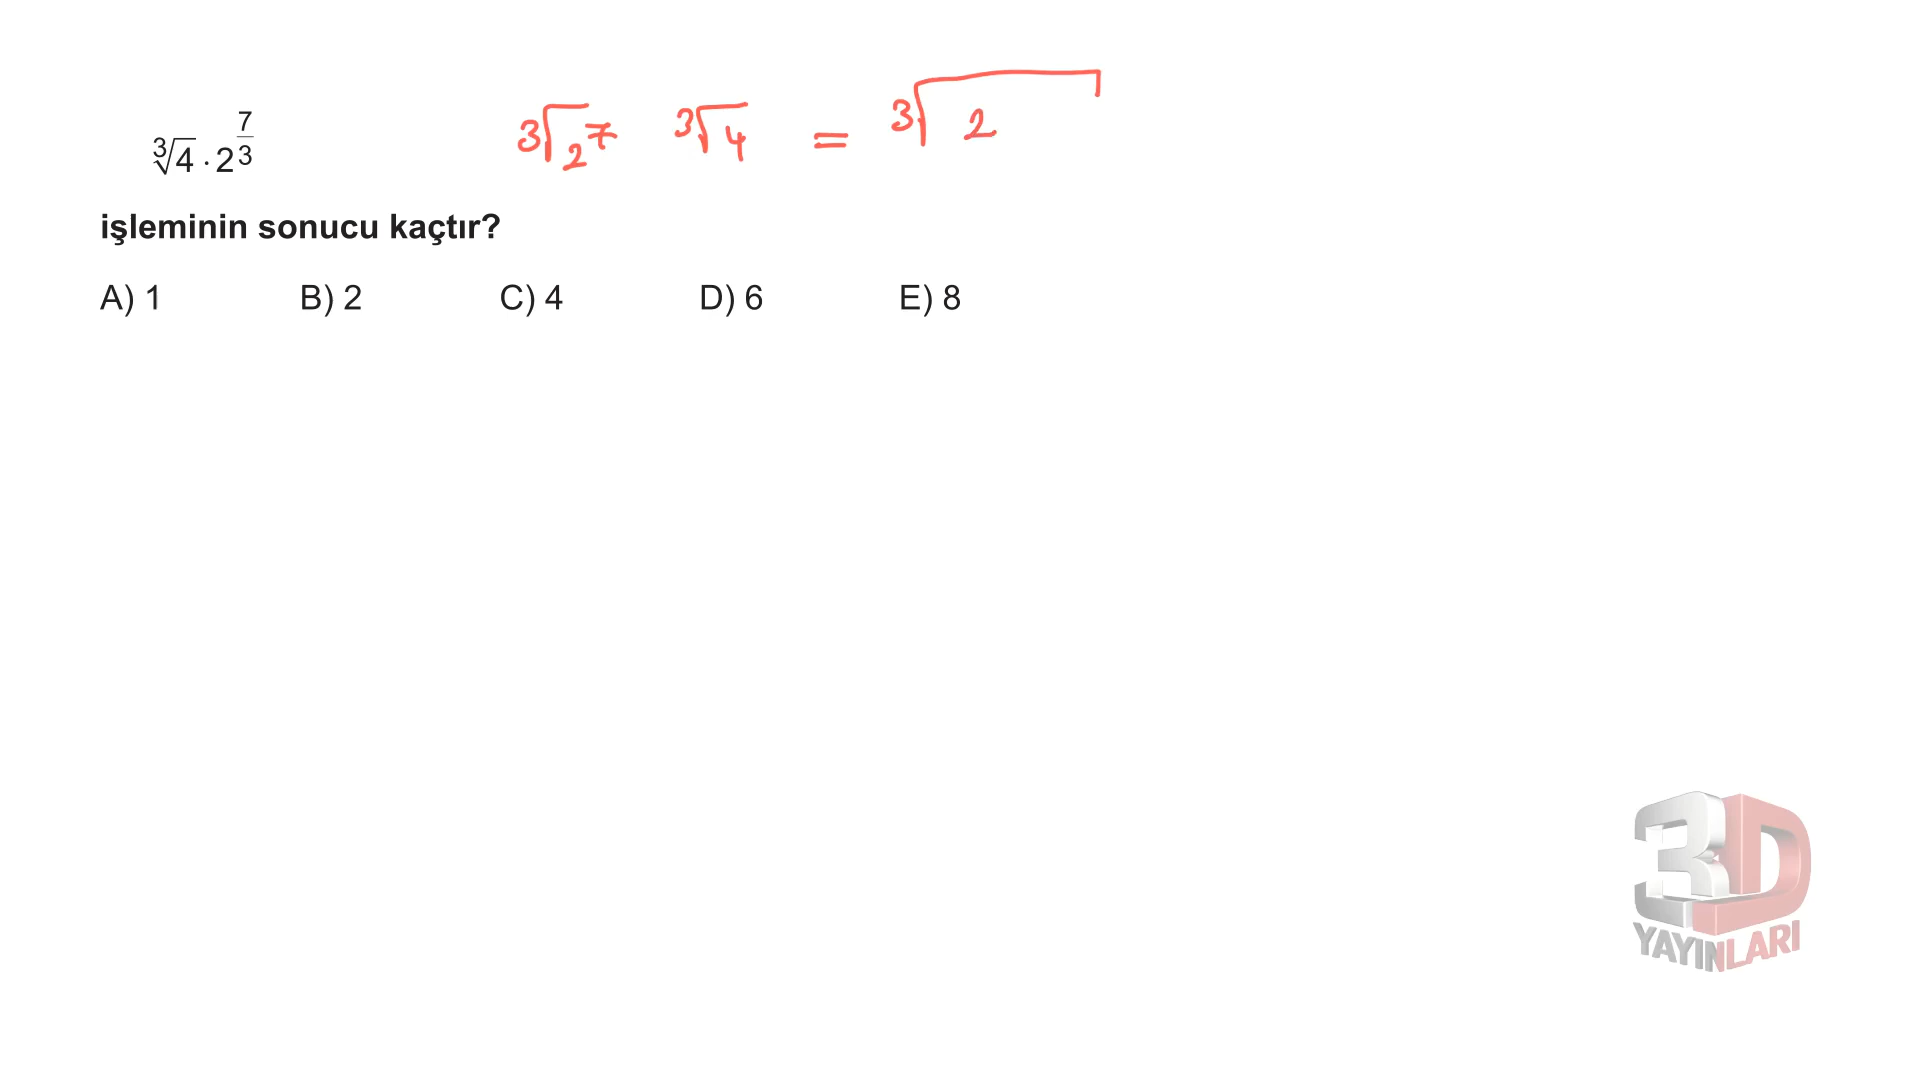 ∛4 · 2^(7/3)
∛2⁷ ∛4 = ∛2
işleminin sonucu kaçtır?
A) 1 B) 2 C) 4 D) 6 E) 8
3D
YAYINLARI